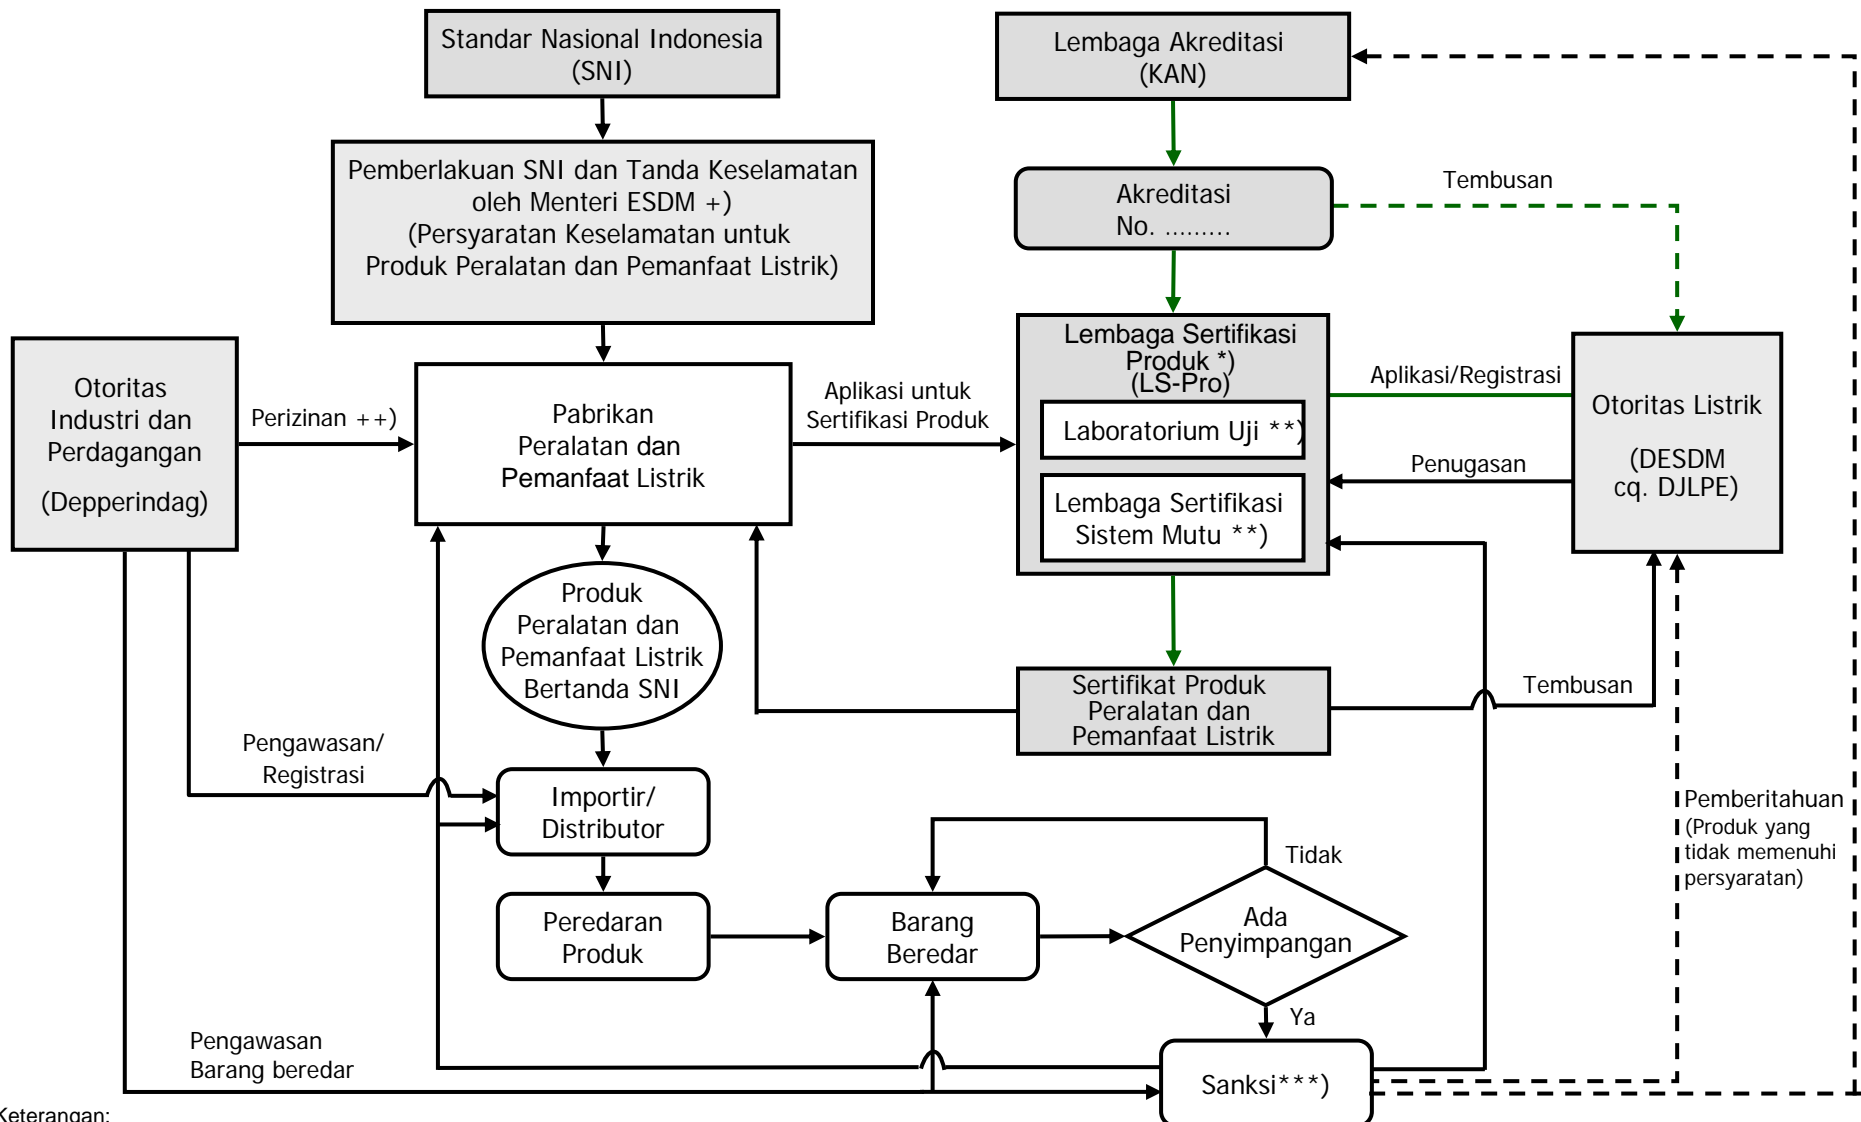 Standar Nasional Indonesia
(SNI)
Lembaga Akreditasi
(KAN)
Pemberlakuan SNI dan Tanda Keselamatan
oleh Menteri ESDM +)
(Persyaratan Keselamatan untuk
Produk Peralatan dan Pemanfaat Listrik)
Akreditasi
No. .........
Tembusan
Otoritas
Industri dan
Perdagangan
(Depperindag)
Perizinan ++)
Pabrikan
Peralatan dan
Pemanfaat Listrik
Aplikasi untuk
Sertifikasi Produk
Lembaga Sertifikasi
Produk *)
(LS-Pro)
Laboratorium Uji **)
Lembaga Sertifikasi
Sistem Mutu **)
Aplikasi/Registrasi
Penugasan
Otoritas Listrik
(DESDM
cq. DJLPE)
Produk
Peralatan dan
Pemanfaat Listrik
Bertanda SNI
Sertifikat Produk
Peralatan dan
Pemanfaat Listrik
Tembusan
Pengawasan/
Registrasi
Importir/
Distributor
Pemberitahuan
(Produk yang
tidak memenuhi
persyaratan)
Tidak
Peredaran
Produk
Barang
Beredar
Ada
Penyimpangan
Ya
Pengawasan
Barang beredar
Sanksi***)
Keterangan: